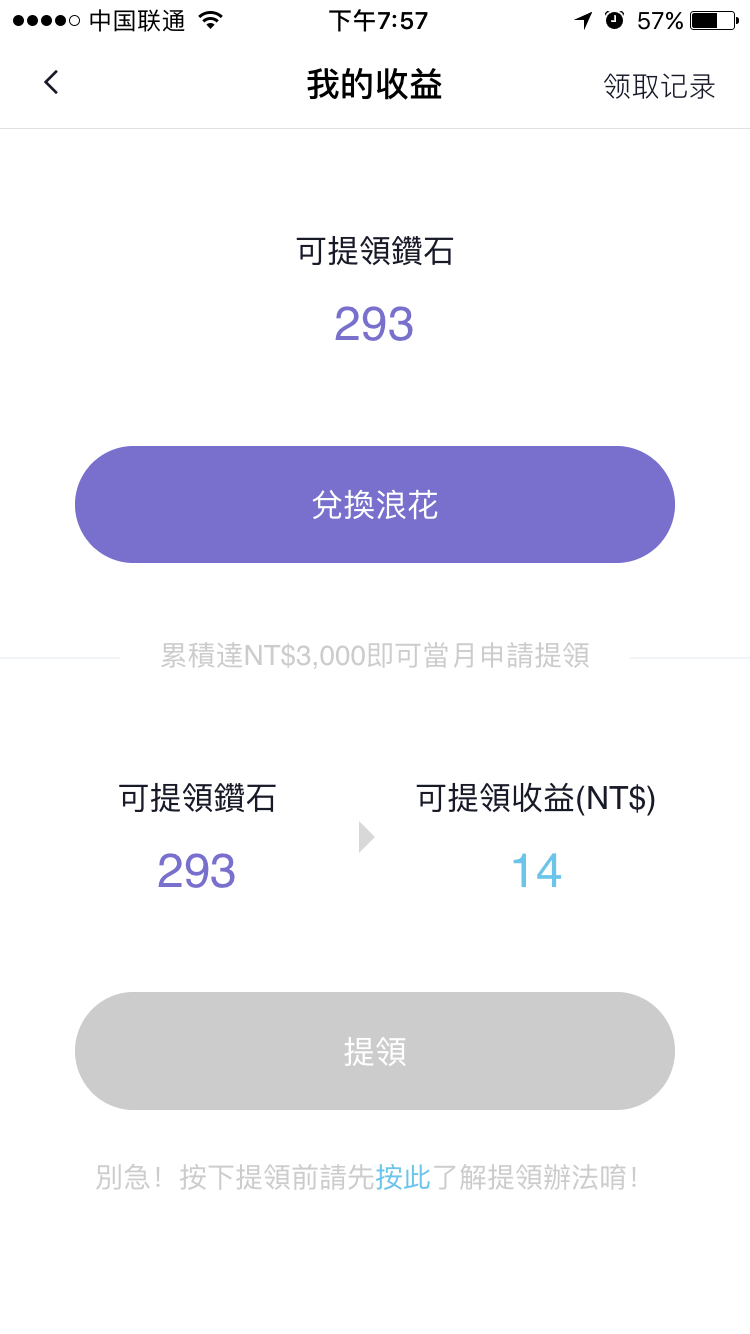 中国联通 下午7:57 57%
我的收益 领取记录
可提領鑽石
293
兌換浪花
累積達NT$3,000即可當月申請提領
可提領鑽石 可提領收益(NT$)
293 14
提領
別急！按下提領前請先按此了解提領辦法唷！